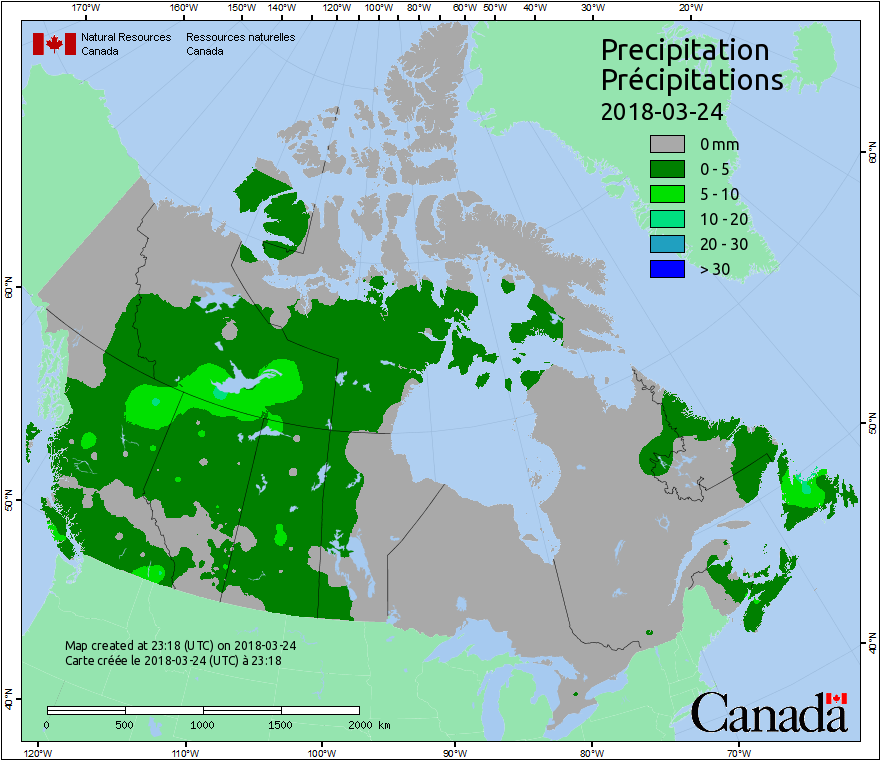 170°W 160°W 150°W 140°W 130°W 120°W 110°W 100°W 90°W 80°W 70°W 60°W 50°W 40°W 30°W 20°W
Natural Resources Ressources naturelles
Canada Canada
Precipitation
Précipitations
2018-03-24
0 mm
0 - 5
5 - 10
10 - 20
20 - 30
> 30
60°N
60°N
50°N
50°N
40°N
40°N
Map created at 23:18 (UTC) on 2018-03-24
Carte créée le 2018-03-24 (UTC) à 23:18
0 500 1000 1500 2000 km
Canada
120°W 110°W 100°W 90°W 80°W 70°W